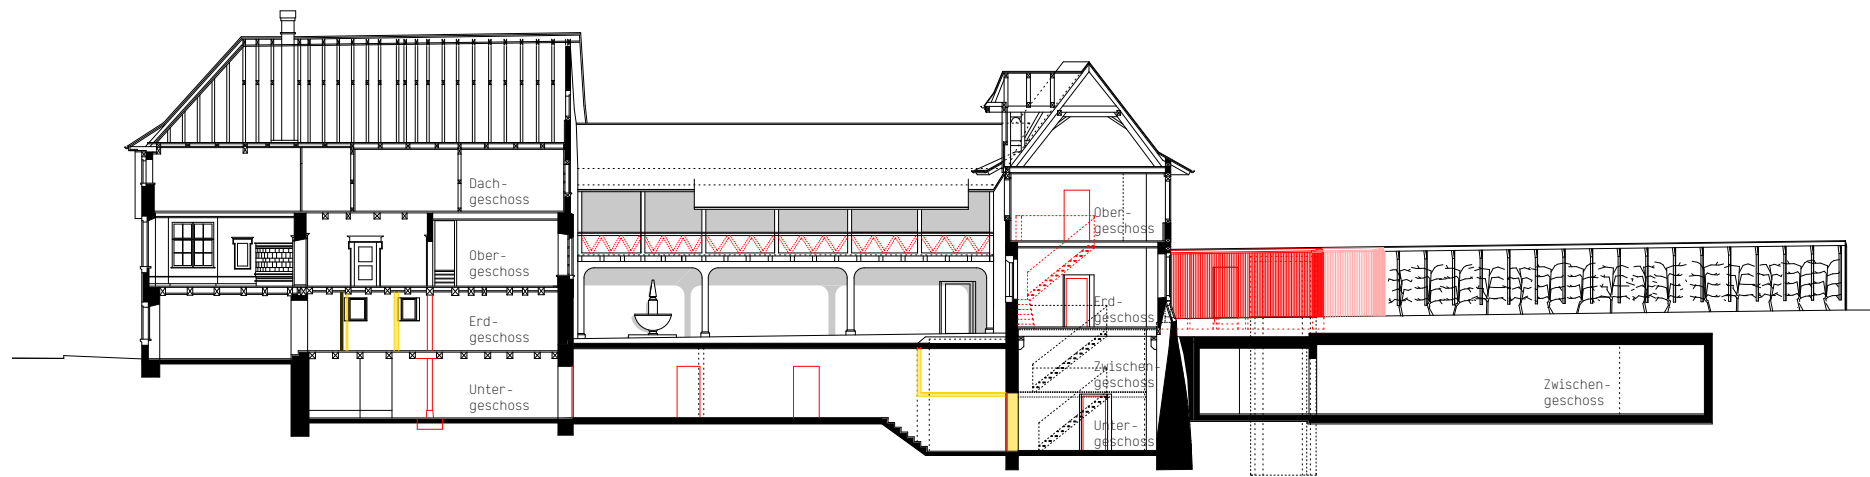 Dach-
geschoss
Ober-
geschoss
Erd-
geschoss
Unter-
geschoss
Ober-
geschoss
Erd-
geschoss
Zwischen-
geschoss
Unter-
geschoss
Zwischen-
geschoss